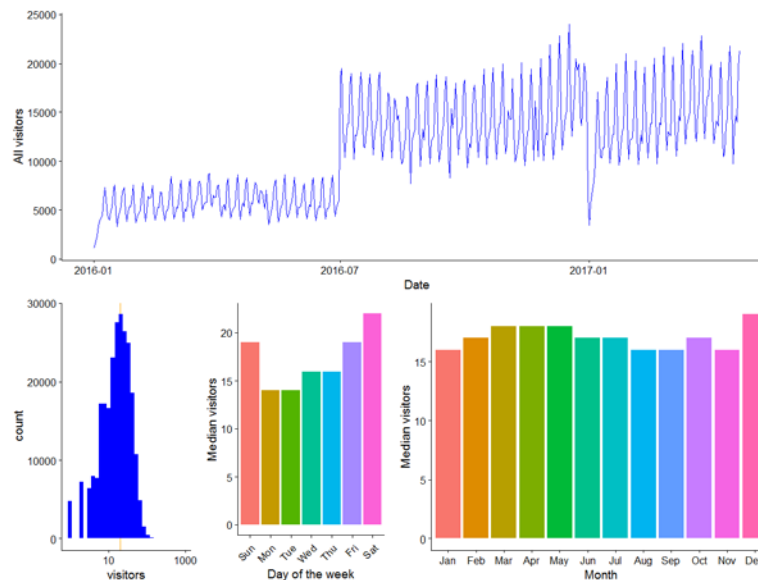 25000
20000
15000
10000
5000
0
All visitors
2016-01
2016-07
2017-01
Date
30000
20000
10000
0
count
10
1000
visitors
20
15
10
5
0
Median visitors
Sun
Mon
Tue
Wed
Thu
Fri
Sat
Day of the week
15
10
5
0
Median visitors
Jan
Feb
Mar
Apr
May
Jun
Jul
Aug
Sep
Oct
Nov
De
Month